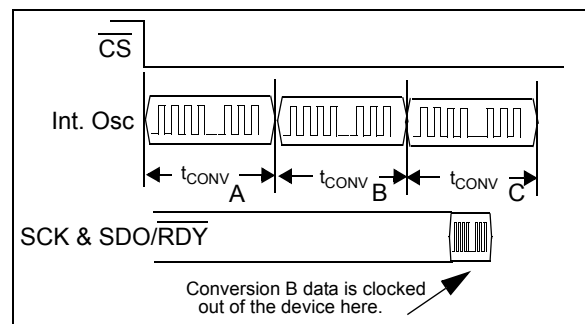 CS
Int. Osc
tCONV A tCONV B tCONV C
SCK & SDO/RDY
Conversion B data is clocked
out of the device here.